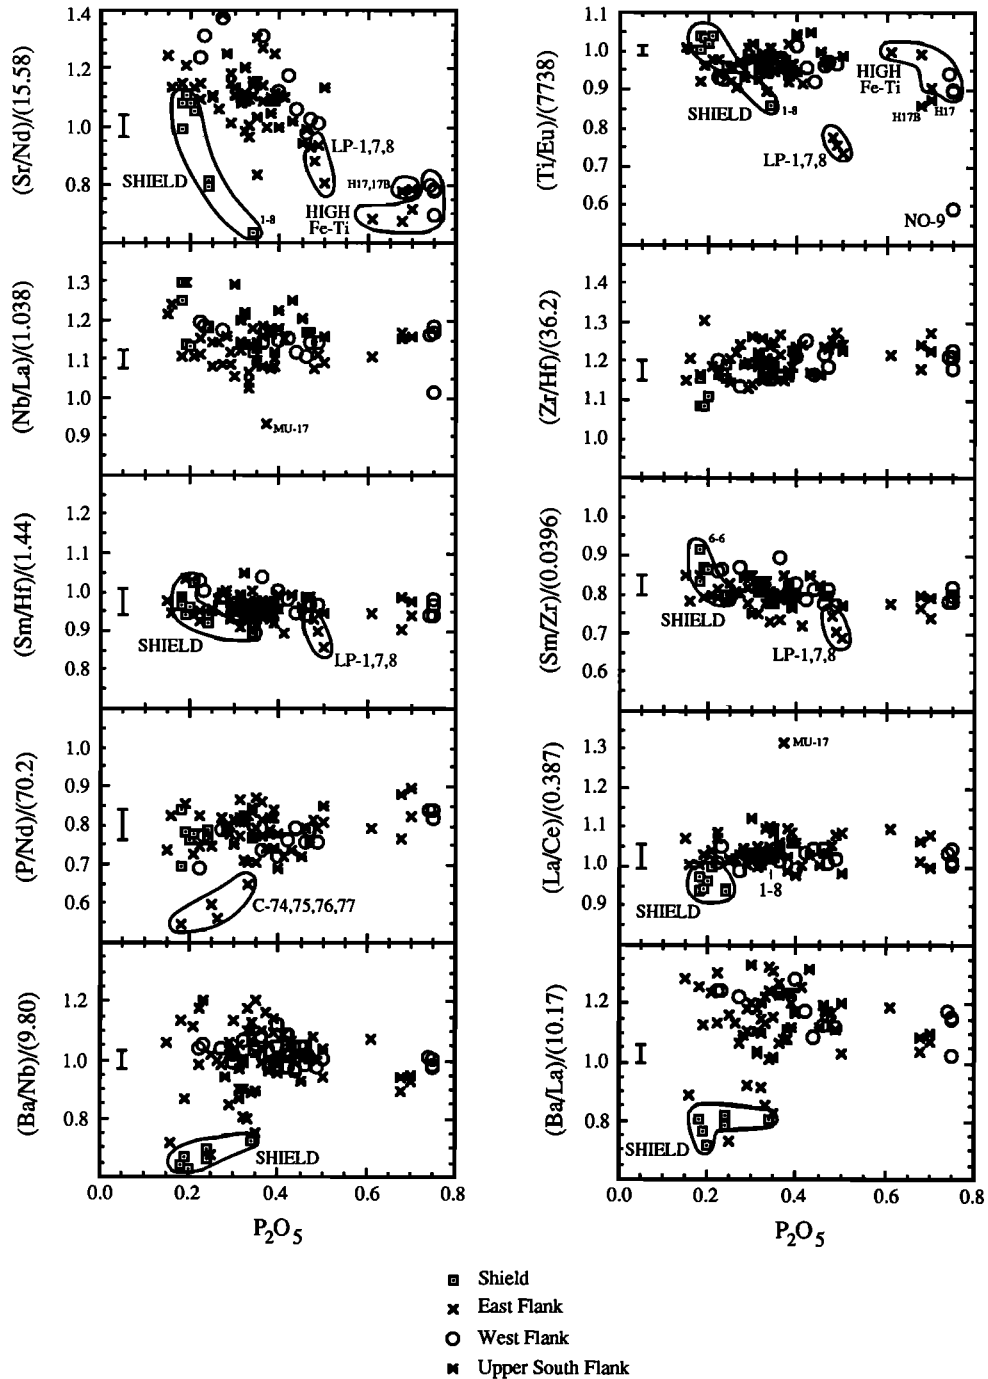 (Sr/Nd)/(15.58)
1.4
1.2
1.0
0.8
SHIELD
1-8
LP-1,7,8
H17,17B
HIGH
Fe-Ti
(Ti/Eu)/(7738)
1.1
1.0
0.9
0.8
0.7
0.6
SHIELD
1-8
HIGH
Fe-Ti
H17B
H17
LP-1,7,8
NO-9
(Nb/La)/(1.038)
1.3
1.2
1.1
1.0
0.9
MU-17
(Zr/Hf)/(36.2)
1.4
1.3
1.2
1.1
1.0
(Sm/Hf)/(1.44)
1.2
1.1
1.0
0.9
0.8
SHIELD
LP-1,7,8
(Sm/Zr)/(0.0396)
1.0
0.9
0.8
0.7
0.6
6-6
SHIELD
LP-1,7,8
(P/Nd)/(70.2)
1.0
0.9
0.8
0.7
0.6
C-74,75,76,77
(La/Ce)/(0.387)
1.3
1.2
1.1
1.0
0.9
MU-17
1-8
SHIELD
(Ba/Nb)/(9.80)
1.2
1.0
0.8
SHIELD
0.0
0.2
0.4
0.6
0.8
P2O5
(Ba/La)/(10.17)
1.2
1.0
0.8
SHIELD
0.0
0.2
0.4
0.6
0.8
P2O5
Shield
East Flank
West Flank
Upper South Flank